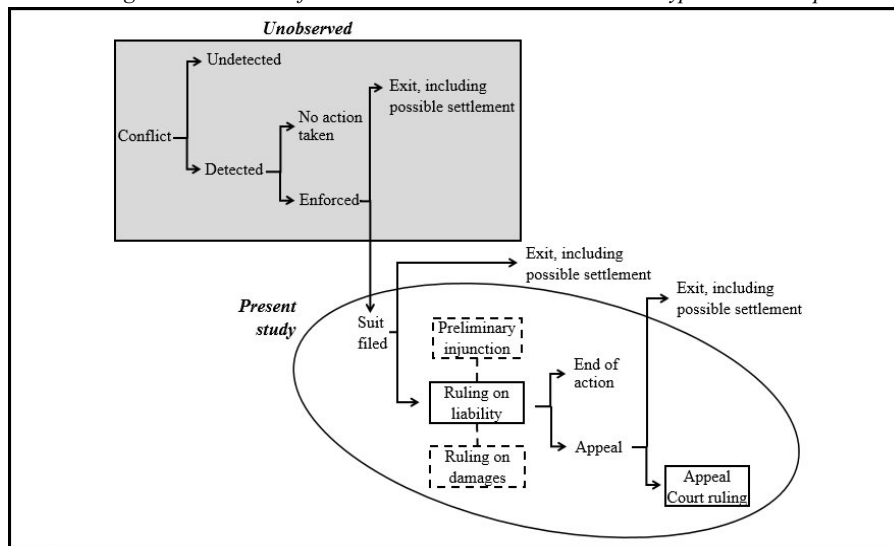 Unobserved
Undetected
Exit, including
possible settlement
No action
taken
Conflict
Detected
Enforced
Exit, including
possible settlement
Exit, including
possible settlement
Present
study
Suit
filed
Preliminary
injunction
End of
action
Ruling on
liability
Appeal
Ruling on
damages
Appeal
Court ruling